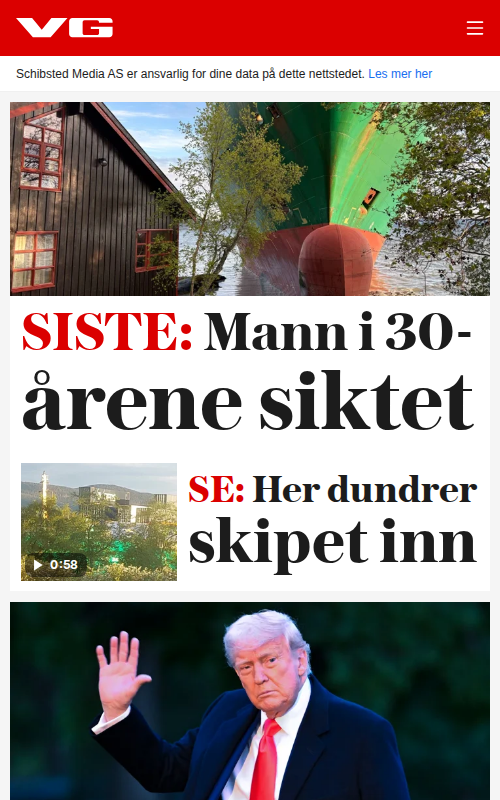 VG
Schibsted Media AS er ansvarlig for dine data på dette nettstedet. Les mer her
SISTE: Mann i 30-
årene siktet
SE: Her dundrer
skipet inn
0:58